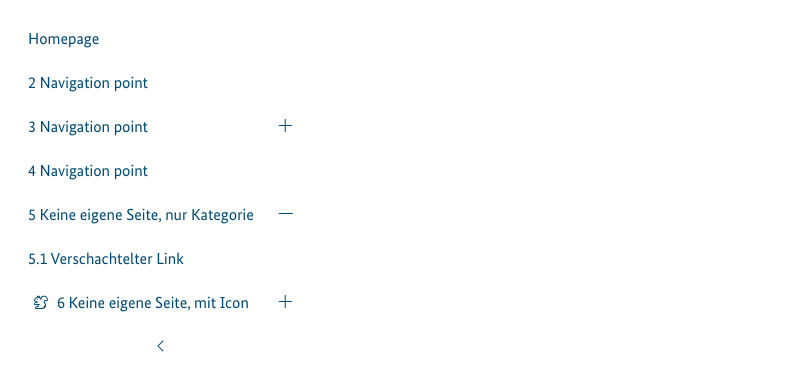 Homepage
2 Navigation point
3 Navigation point
4 Navigation point
5 Keine eigene Seite, nur Kategorie
5.1 Verschachtelter Link
6 Keine eigene Seite, mit Icon